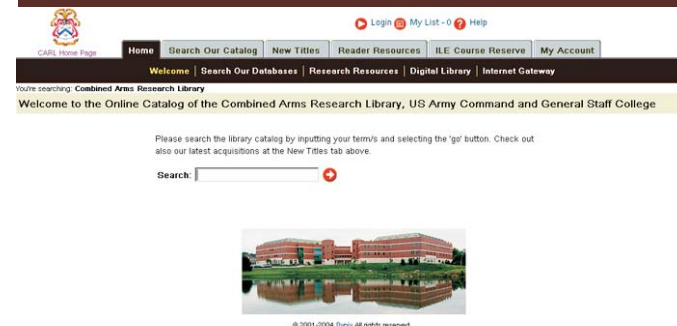 Login My List - 0 Help
CARL Home Page
Home Search Our Catalog New Titles Reader Resources ILE Course Reserve My Account
Welcome | Search Our Databases | Research Resources | Digital Library | Internet Gateway
You're searching: Combined Arms Research Library
Welcome to the Online Catalog of the Combined Arms Research Library, US Army Command and General Staff College
Please search the library catalog by inputting your term/s and selecting the 'go' button. Check out
also our latest acquisitions at the New Titles tab above.
Search:
© 2001-2004 Dynix All rights reserved.